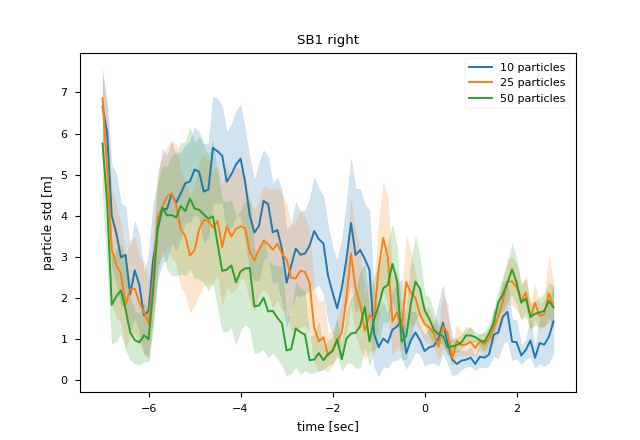 SB1 right
10 particles
25 particles
50 particles
particle std [m]
7
6
5
4
3
2
1
0
−6
−4
−2
0
2
time [sec]